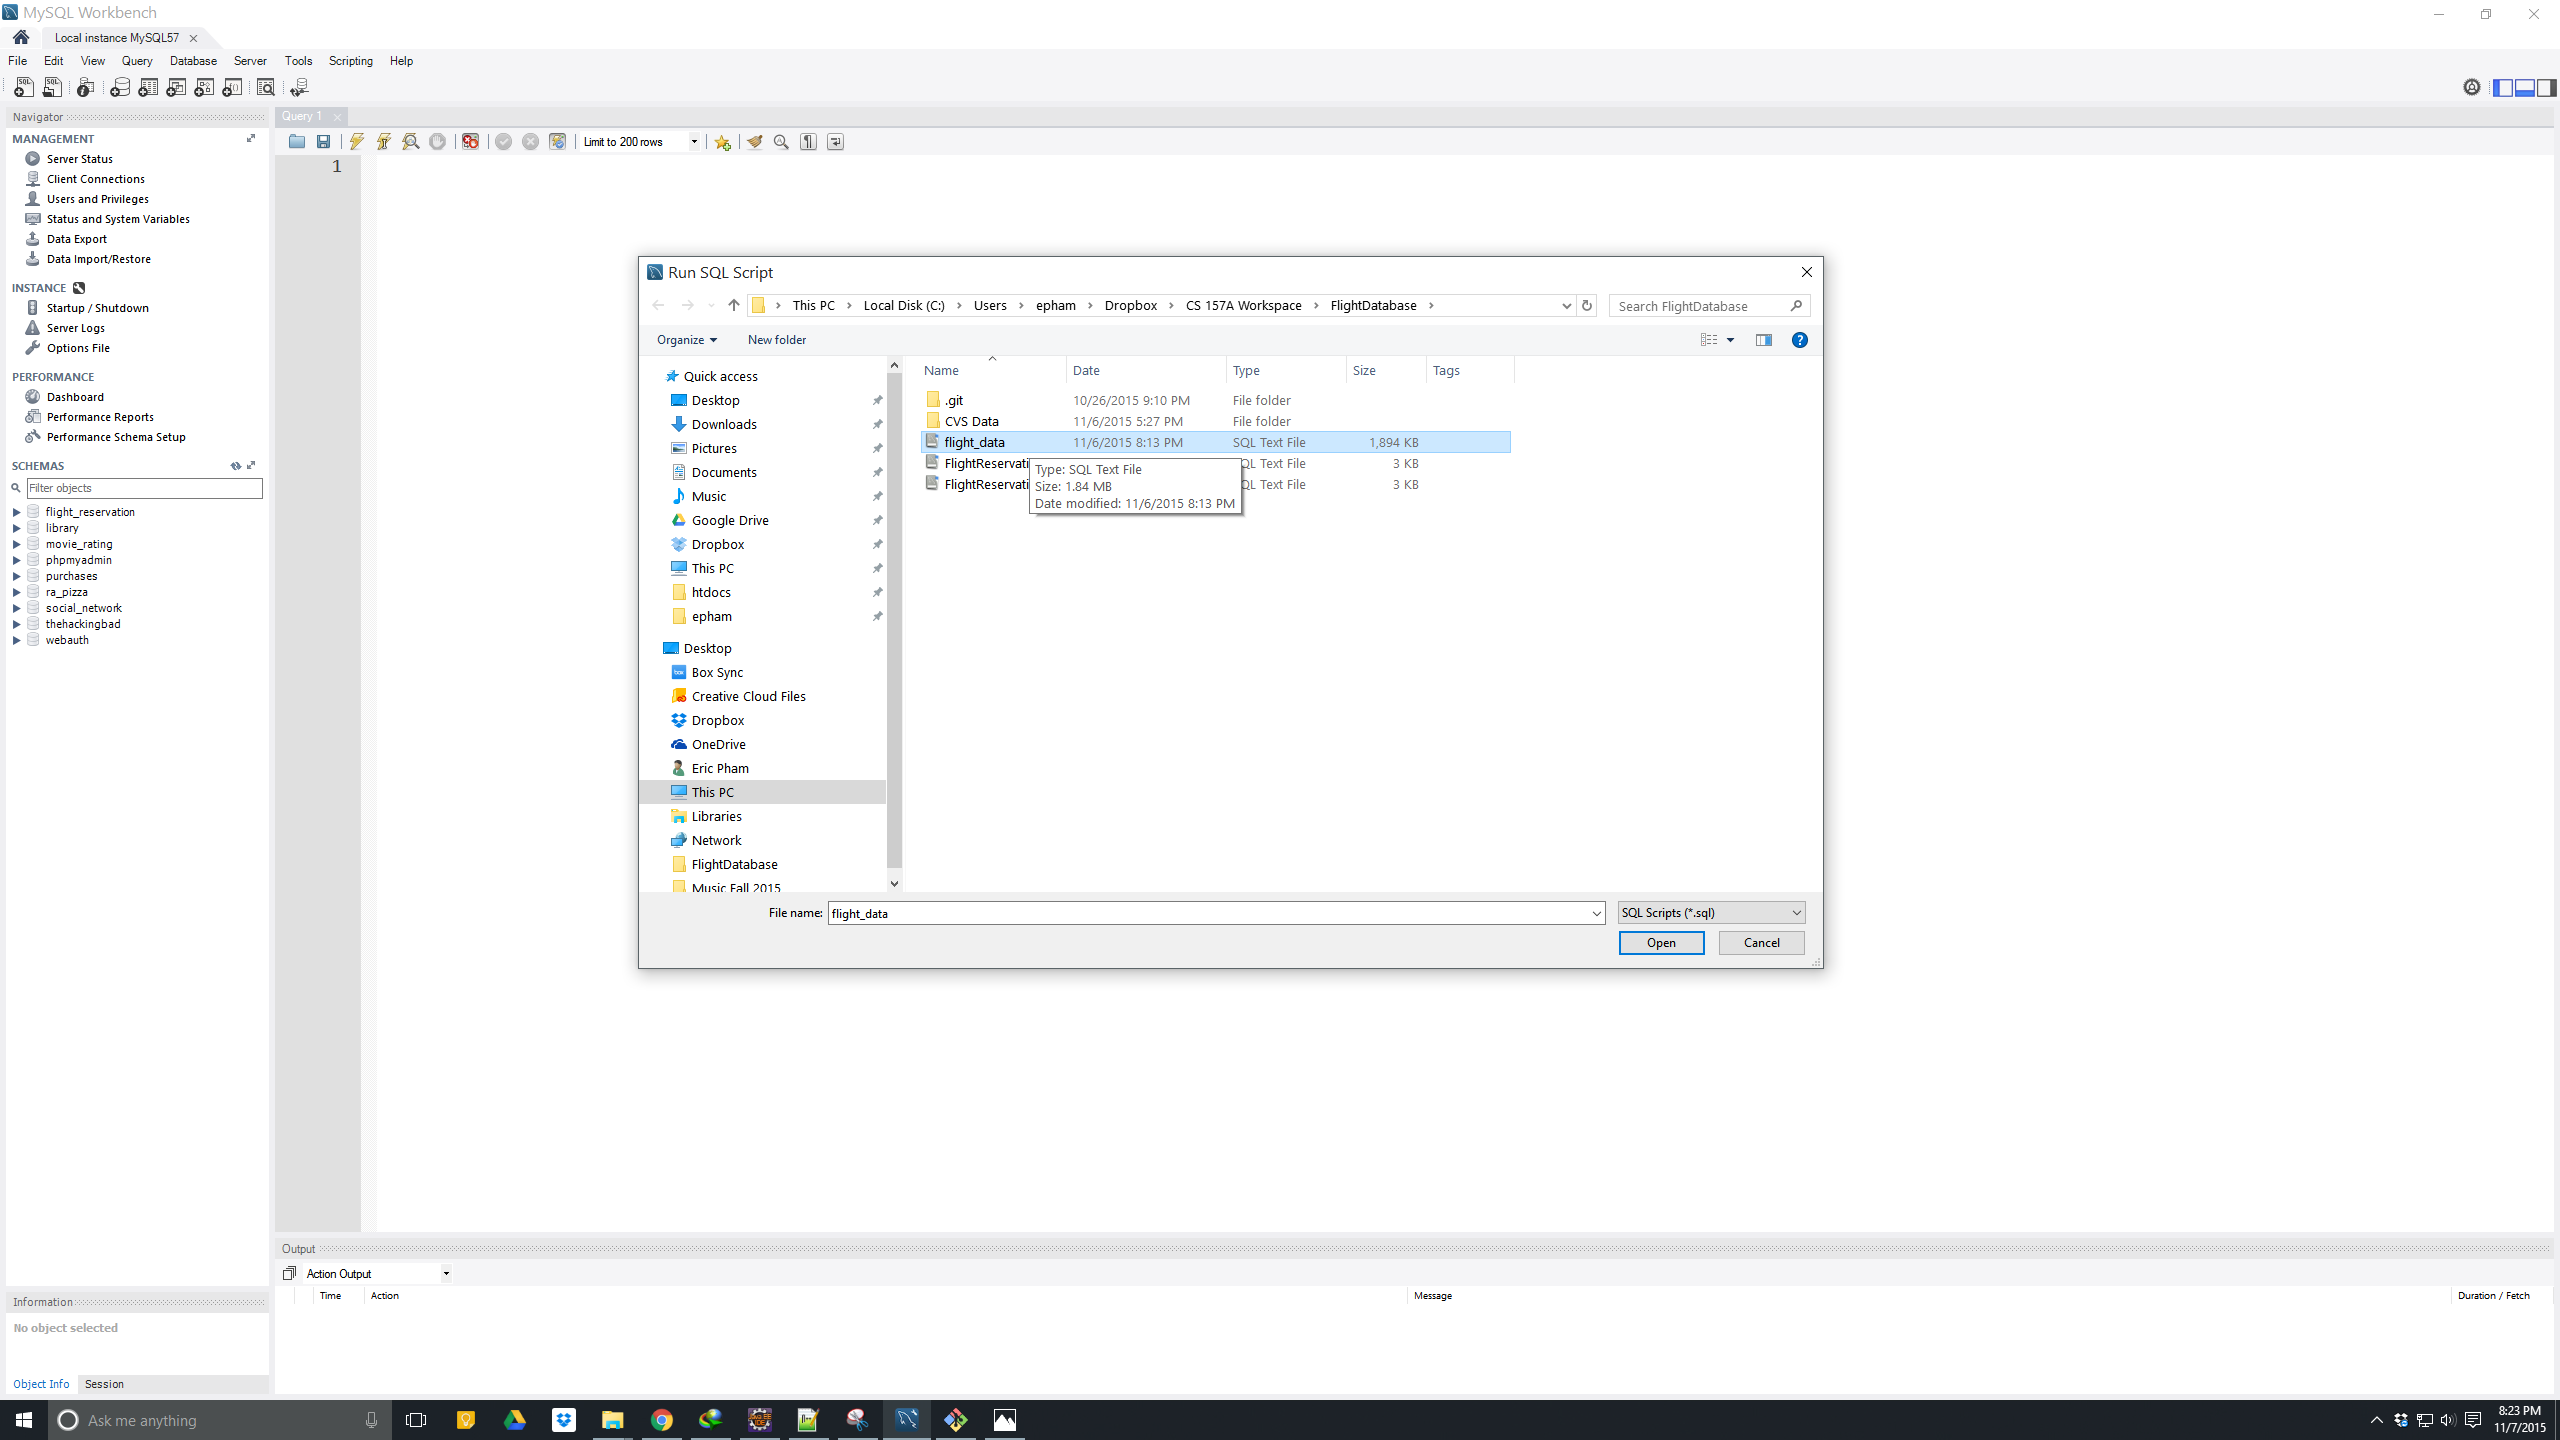 MySQL Workbench
Local instance MySQL57
File Edit View Query Database Server Tools Scripting Help
Navigator
MANAGEMENT
Server Status
Client Connections
Users and Privileges
Status and System Variables
Data Export
Data Import/Restore
INSTANCE
Startup / Shutdown
Server Logs
Options File
PERFORMANCE
Dashboard
Performance Reports
Performance Schema Setup
SCHEMAS
Filter objects
flight_reservation
library
movie_rating
phpmyadmin
purchases
ra_pizza
social_network
thehackingbad
webauth
Information
No object selected
Object Info Session
Query 1
Limit to 200 rows
1
Run SQL Script
This PC Local Disk (C:) Users epham Dropbox CS 157A Workspace FlightDatabase
Search FlightDatabase
Organize New folder
Quick access
Desktop
Downloads
Pictures
Documents
Music
Google Drive
Dropbox
This PC
htdocs
epham
Desktop
Box Sync
Creative Cloud Files
Dropbox
OneDrive
Eric Pham
This PC
Libraries
Network
FlightDatabase
Music Fall 2015
Name Date Type Size Tags
.git 10/26/2015 9:10 PM File folder
CVS Data 11/6/2015 5:27 PM File folder
flight_data 11/6/2015 8:13 PM SQL Text File 1,894 KB
FlightReservati QL Text File 3 KB
FlightReservati QL Text File 3 KB
Type: SQL Text File
Size: 1.84 MB
Date modified: 11/6/2015 8:13 PM
File name: flight_data
SQL Scripts (*.sql)
Open Cancel
Output
Action Output
Time Action Message Duration / Fetch
Ask me anything
8:23 PM
11/7/2015